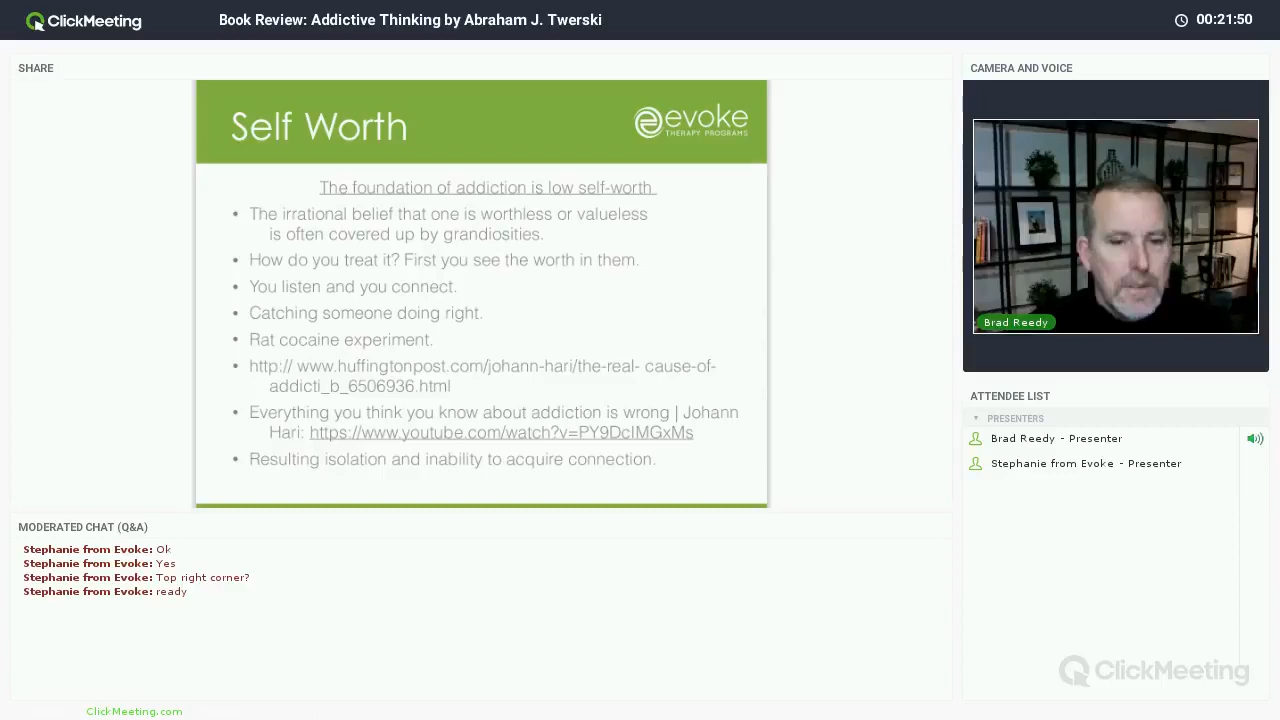 ClickMeeting
Book Review: Addictive Thinking by Abraham J. Twerski
00:21:50
SHARE
Self Worth
evoke
THERAPY PROGRAMS
The foundation of addiction is low self-worth
• The irrational belief that one is worthless or valueless
is often covered up by grandiosities.
• How do you treat it? First you see the worth in them.
• You listen and you connect.
• Catching someone doing right.
• Rat cocaine experiment.
• http:// www.huffingtonpost.com/johann-hari/the-real- cause-of-
addicti_b_6506936.html
• Everything you think you know about addiction is wrong | Johann
Hari: https://www.youtube.com/watch?v=PY9DcIMGxMs
• Resulting isolation and inability to acquire connection.
CAMERA AND VOICE
Brad Reedy
ATTENDEE LIST
PRESENTERS
Brad Reedy - Presenter
Stephanie from Evoke - Presenter
MODERATED CHAT (Q&A)
Stephanie from Evoke: Ok
Stephanie from Evoke: Yes
Stephanie from Evoke: Top right corner?
Stephanie from Evoke: ready
ClickMeeting
ClickMeeting.com